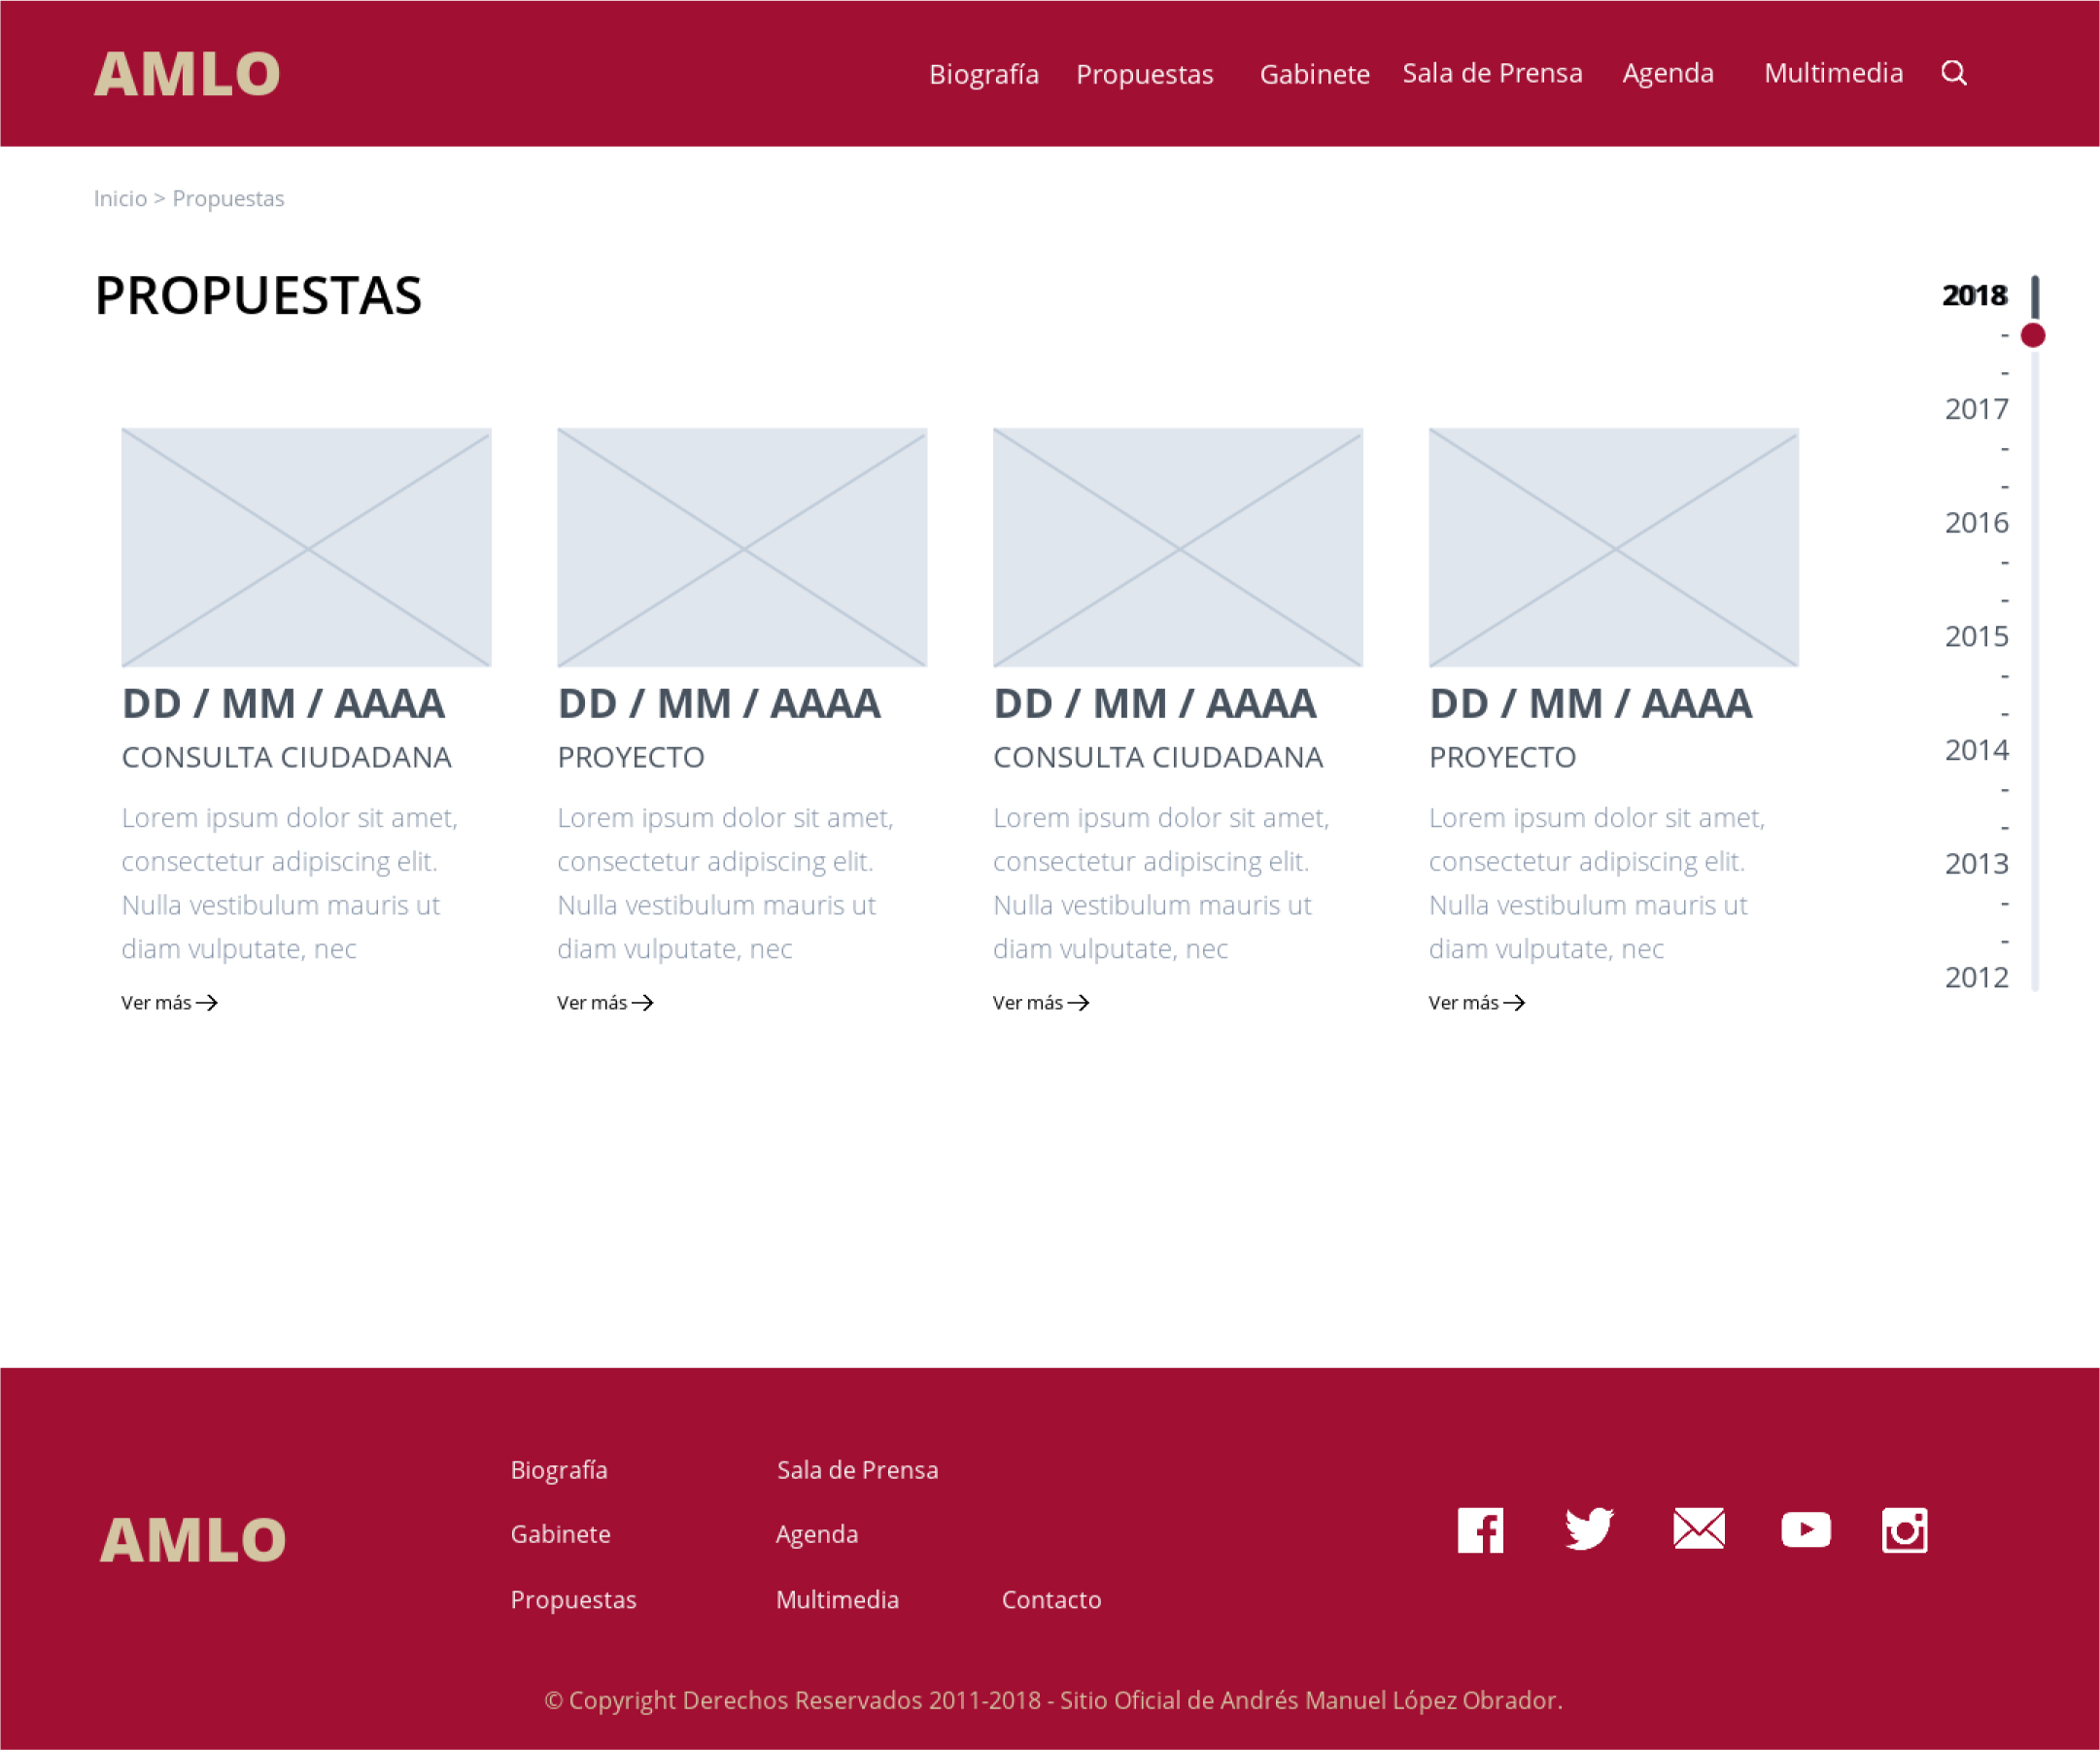 AMLO
Biografía Propuestas Gabinete Sala de Prensa Agenda Multimedia
Inicio > Propuestas
PROPUESTAS
DD / MM / AAAA
CONSULTA CIUDADANA
Lorem ipsum dolor sit amet,
consectetur adipiscing elit.
Nulla vestibulum mauris ut
diam vulputate, nec
Ver más
DD / MM / AAAA
PROYECTO
Lorem ipsum dolor sit amet,
consectetur adipiscing elit.
Nulla vestibulum mauris ut
diam vulputate, nec
Ver más
DD / MM / AAAA
CONSULTA CIUDADANA
Lorem ipsum dolor sit amet,
consectetur adipiscing elit.
Nulla vestibulum mauris ut
diam vulputate, nec
Ver más
DD / MM / AAAA
PROYECTO
Lorem ipsum dolor sit amet,
consectetur adipiscing elit.
Nulla vestibulum mauris ut
diam vulputate, nec
Ver más
2018
-
-
2017
-
-
2016
-
-
2015
-
-
2014
-
-
2013
-
-
2012
AMLO
Biografía
Gabinete
Propuestas
Sala de Prensa
Agenda
Multimedia
Contacto
© Copyright Derechos Reservados 2011-2018 - Sitio Oficial de Andrés Manuel López Obrador.